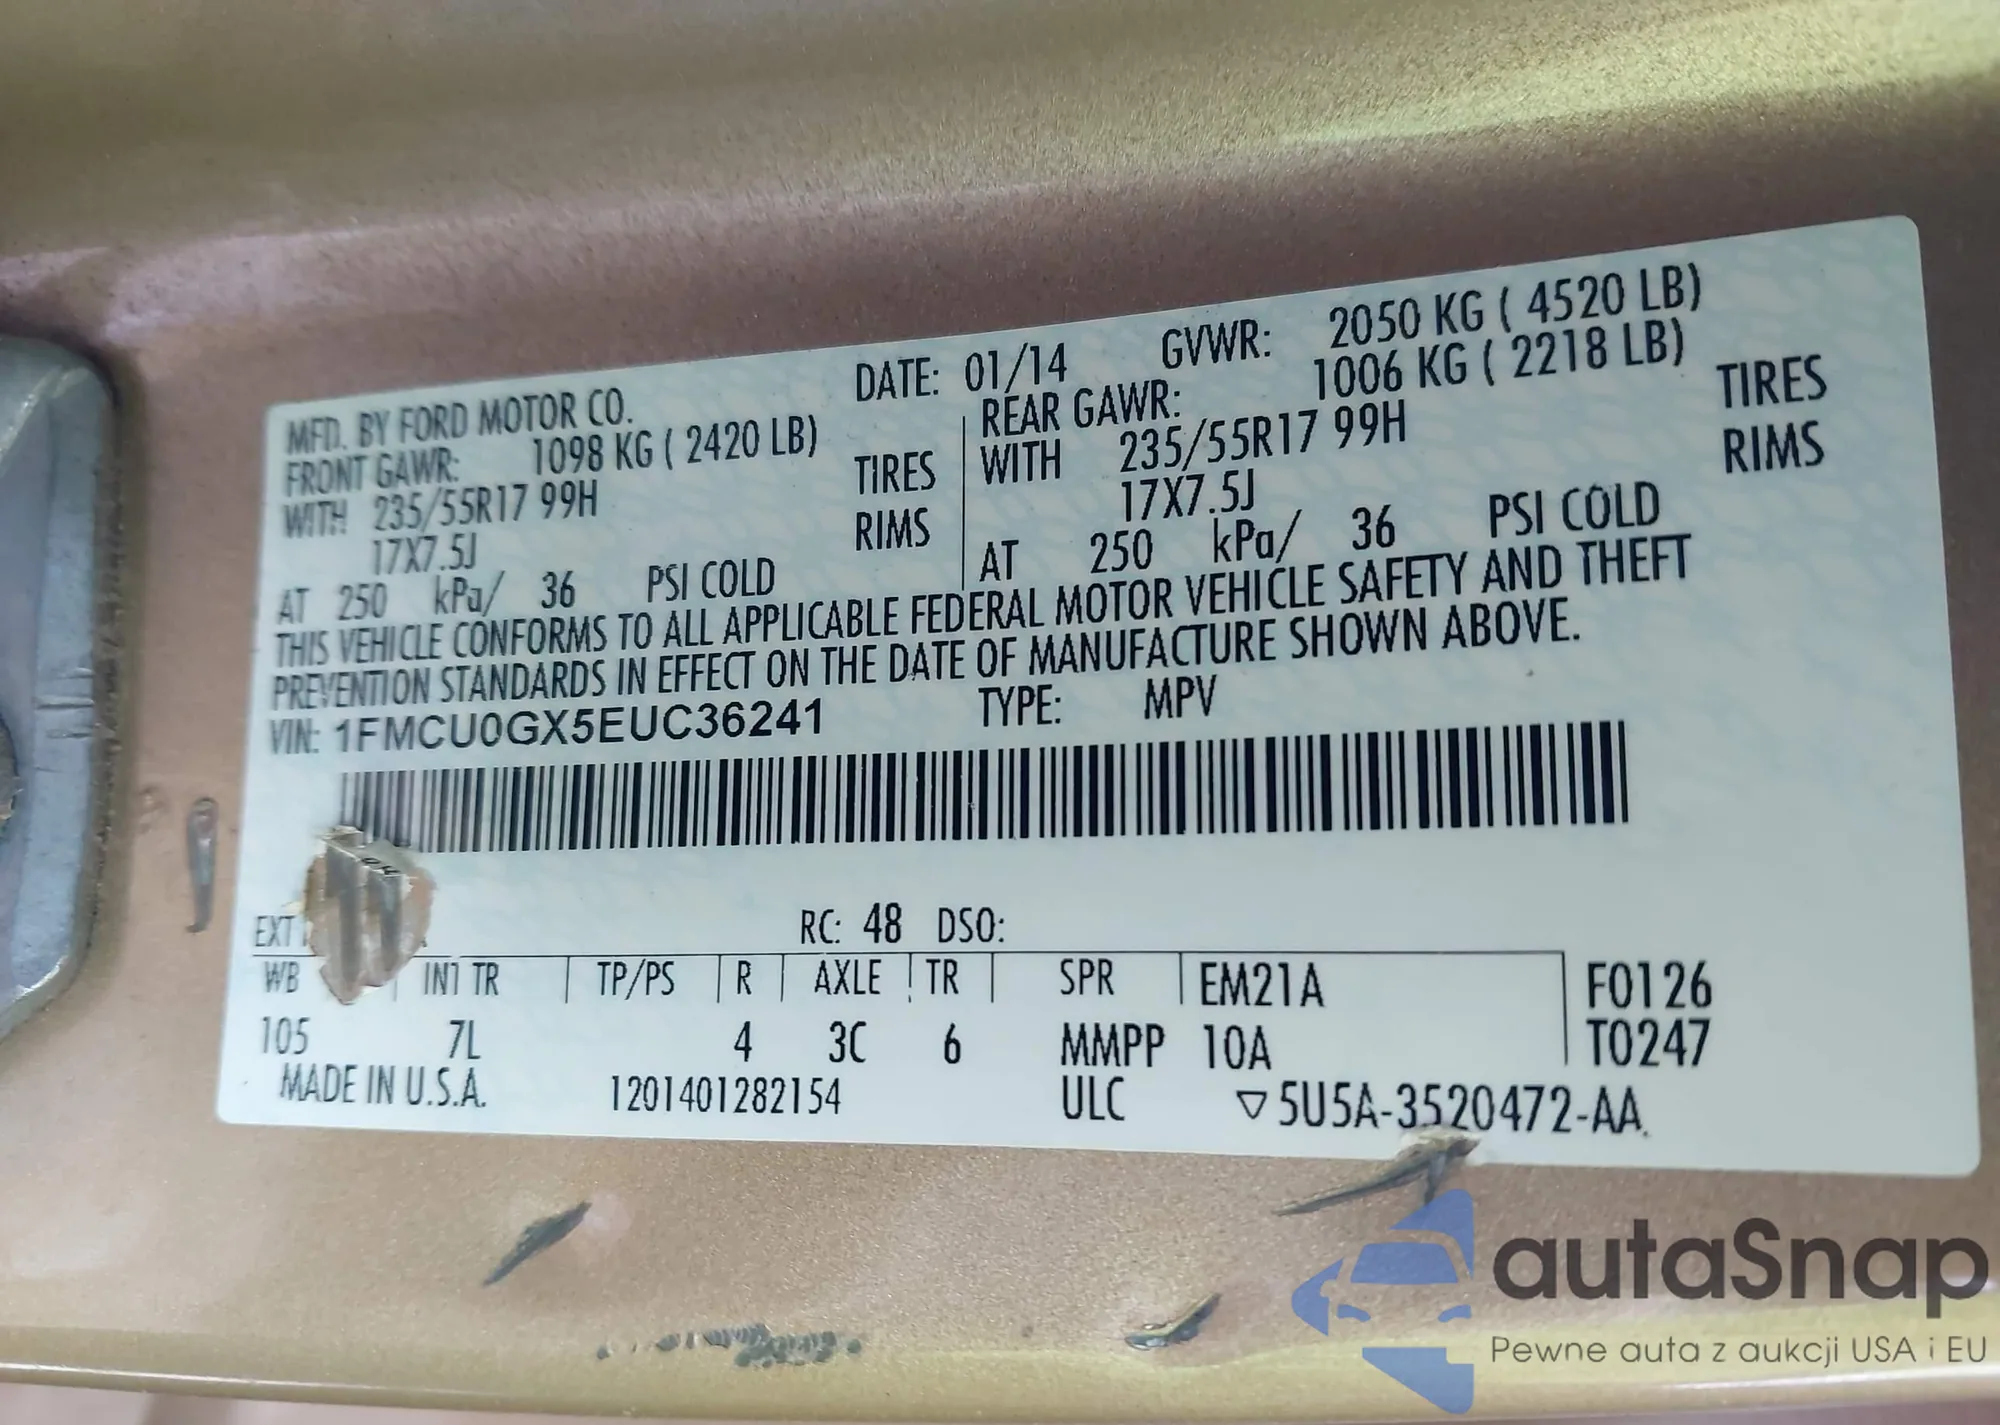 MFD. BY FORD MOTOR CO. DATE: 01/14 GVWR: 2050 KG ( 4520 LB)
FRONT GAWR: 1098 KG ( 2420 LB) REAR GAWR: 1006 KG ( 2218 LB)
WITH 235/55R17 99H TIRES WITH 235/55R17 99H TIRES
17X7.5J RIMS 17X7.5J RIMS
AT 250 kPa/ 36 PSI COLD AT 250 kPa/ 36 PSI COLD
THIS VEHICLE CONFORMS TO ALL APPLICABLE FEDERAL MOTOR VEHICLE SAFETY AND THEFT
PREVENTION STANDARDS IN EFFECT ON THE DATE OF MANUFACTURE SHOWN ABOVE.
VIN: 1FMCU0GX5EUC36241 TYPE: MPV
EXT RC: 48 DSO:
WB INT TR TP/PS R AXLE TR SPR EM21A F0126
105 7L 4 3C 6 MMPP 10A T0247
MADE IN U.S.A. 1201401282154 ULC ▽5U5A-3520472-AA
autaSnap
Pewne auta z aukcji USA i EU